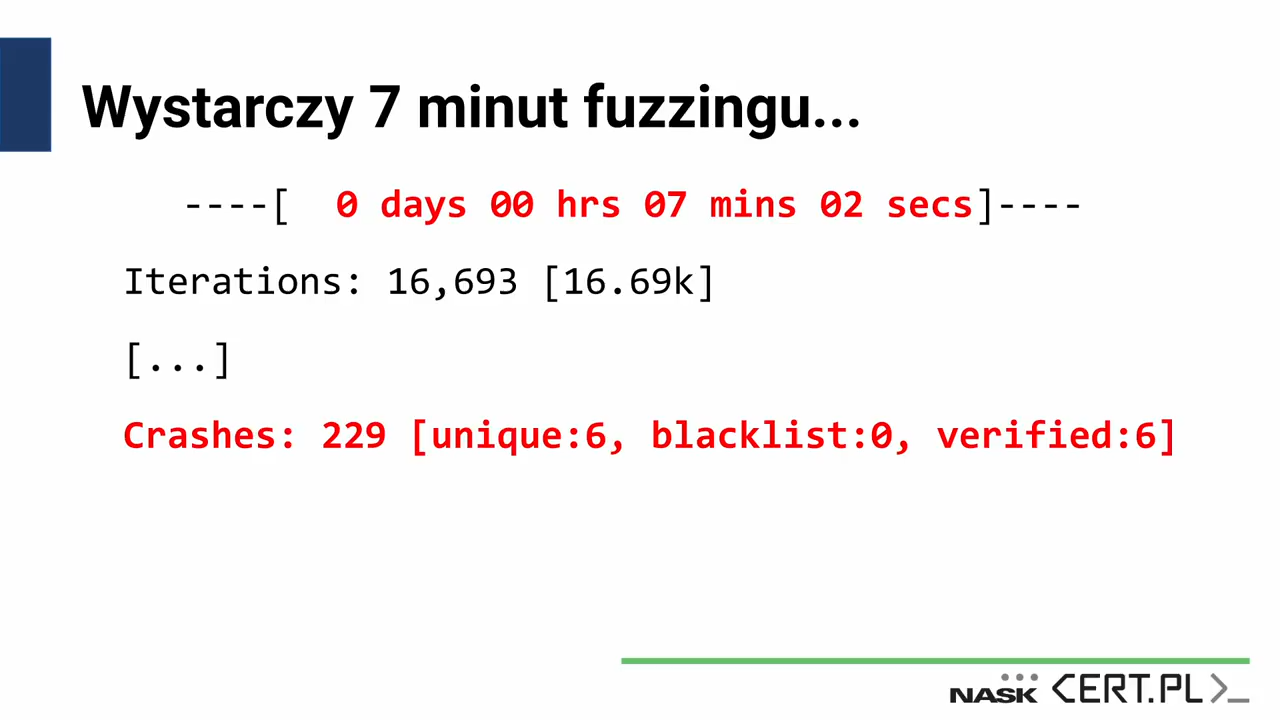 Wystarczy 7 minut fuzzingu...
----[  0 days 00 hrs 07 mins 02 secs]----
Iterations: 16,693 [16.69k]
[...]
Crashes: 229 [unique:6, blacklist:0, verified:6]
NASK CERT.PL>_